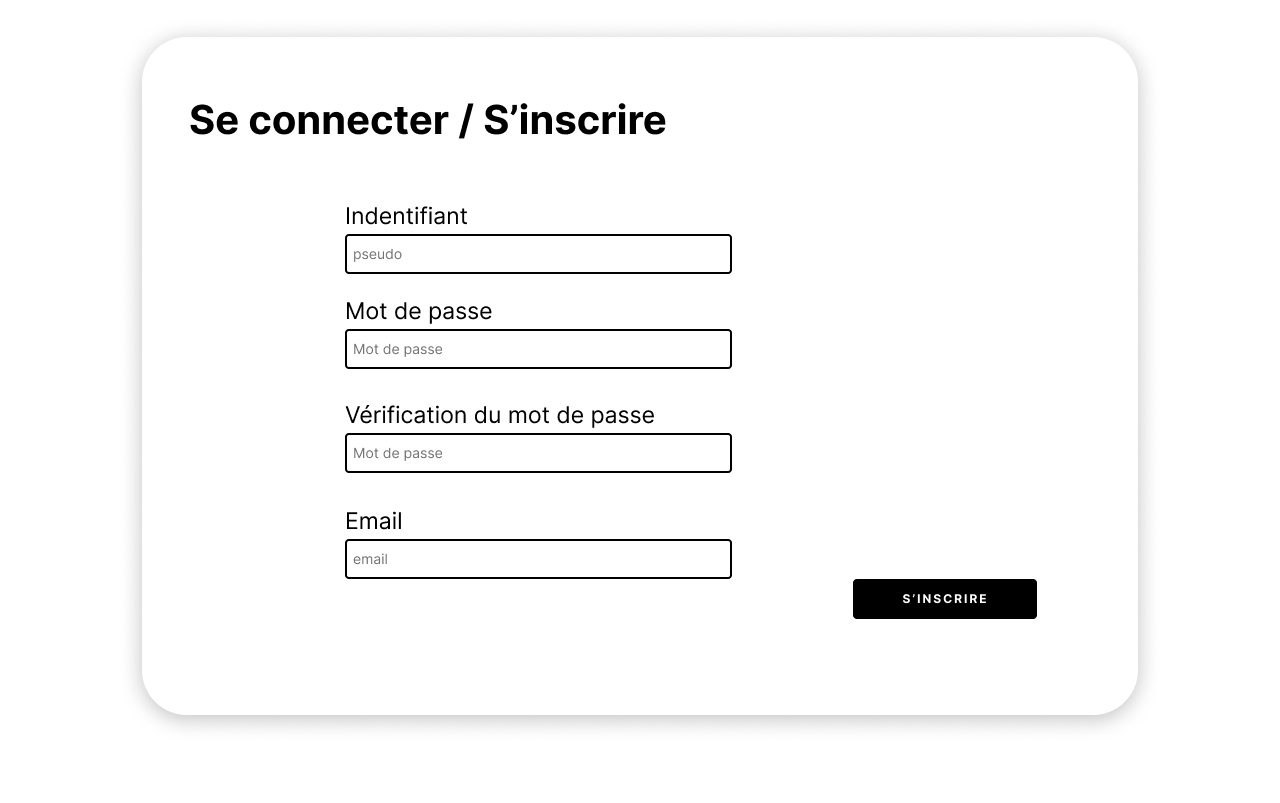 Se connecter / S’inscrire
Indentifiant
pseudo
Mot de passe
Mot de passe
Vérification du mot de passe
Mot de passe
Email
email
S’INSCRIRE